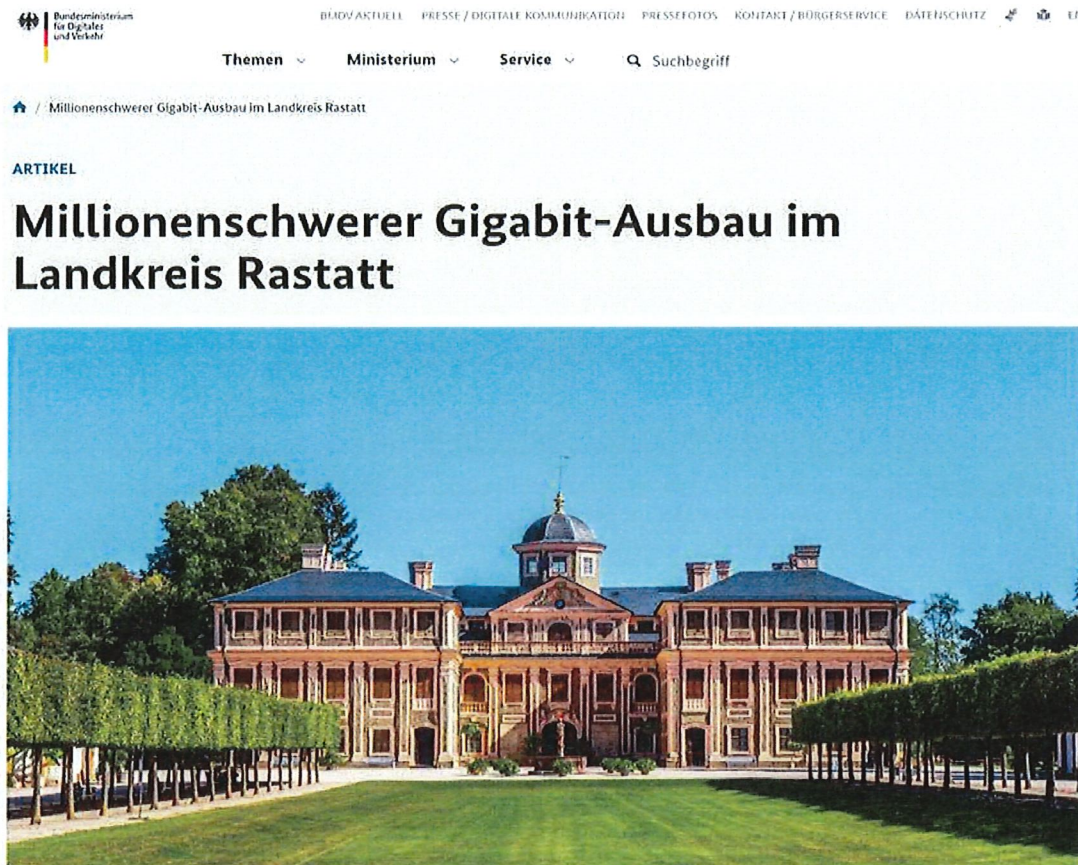 Bundesministerium
für Digitales
und Verkehr
BMDV AKTUELL PRESSE / DIGITALE KOMMUNIKATION PRESSEFOTOS KONTAKT / BÜRGERSERVICE DATENSCHUTZ EN
Themen Ministerium Service Suchbegriff
/ Millionenschwerer Gigabit-Ausbau im Landkreis Rastatt
ARTIKEL
Millionenschwerer Gigabit-Ausbau im
Landkreis Rastatt